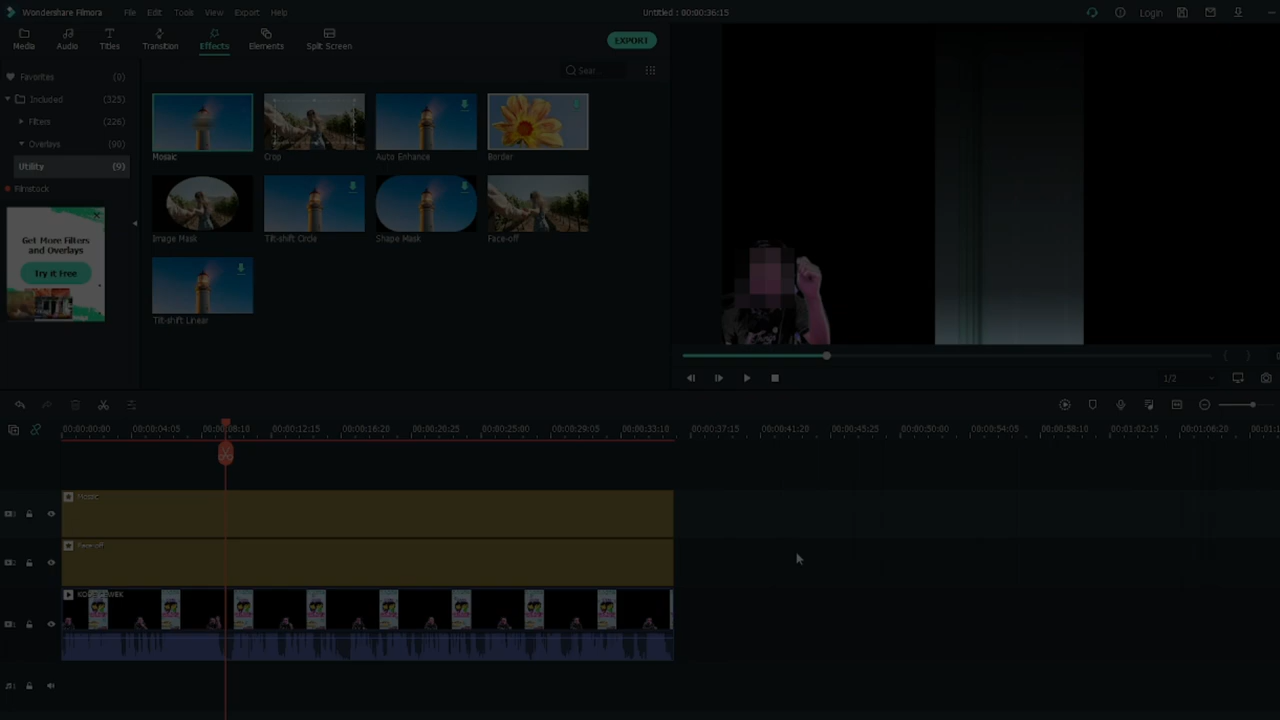 Wondershare Filmora File Edit Tools View Export Help Untitled : 00:00:36:15 Login
Media Audio Titles Transition Effects Elements Split Screen EXPORT
Favorites (0)
Included (325)
Filters (226)
Overlays (90)
Utility (9)
Filmstock
Get More Filters
and Overlays
Try it Free
Sear...
Mosaic Crop Auto Enhance Border
Image Mask Tilt-shift Circle Shape Mask Face-off
Tilt-shift Linear
1/2
00:00:00:00 00:00:04:05 00:00:08:10 00:00:12:15 00:00:16:20 00:00:20:25 00:00:25:00 00:00:29:05 00:00:33:10 00:00:37:15 00:00:41:20 00:00:45:25 00:00:50:00 00:00:54:05 00:00:58:10 00:01:02:15 00:01:06:20 00:01:1
Mosaic
Face-off